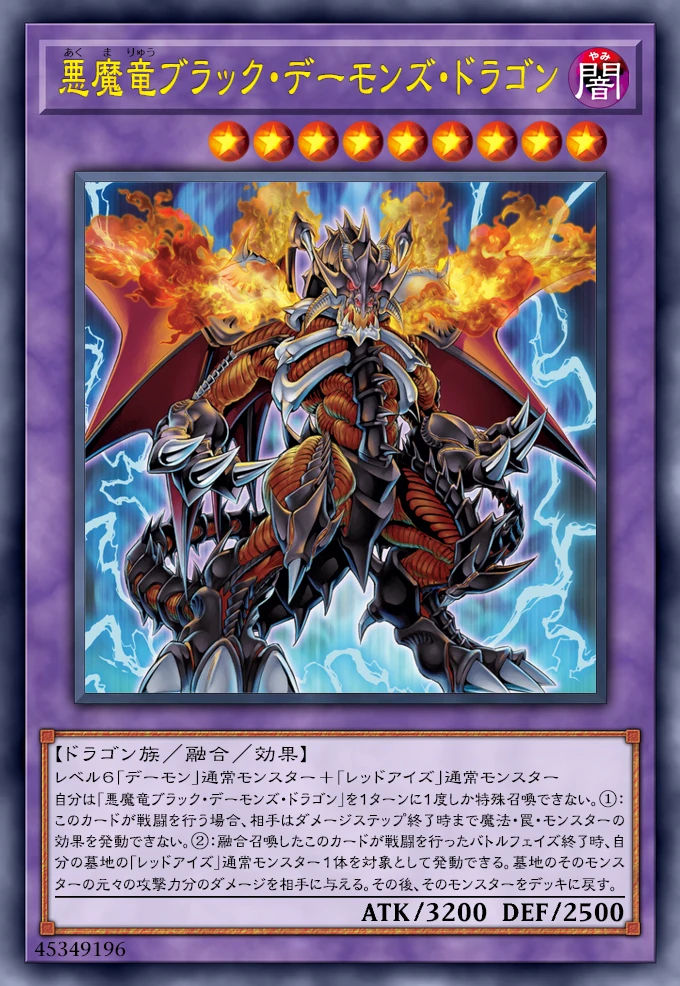 あく ま りゅう
悪魔竜ブラック・デーモンズ・ドラゴン
やみ
闇
【ドラゴン族／融合／効果】
レベル６「デーモン」通常モンスター＋「レッドアイズ」通常モンスター
自分は「悪魔竜ブラック・デーモンズ・ドラゴン」を１ターンに１度しか特殊召喚できない。①：
このカードが戦闘を行う場合、相手はダメージステップ終了時まで魔法・罠・モンスターの
効果を発動できない。②：融合召喚したこのカードが戦闘を行ったバトルフェイズ終了時、自
分の墓地の「レッドアイズ」通常モンスター１体を対象として発動できる。墓地のそのモンス
ターの元々の攻撃力分のダメージを相手に与える。その後、そのモンスターをデッキに戻す。
ATK/3200 DEF/2500
45349196